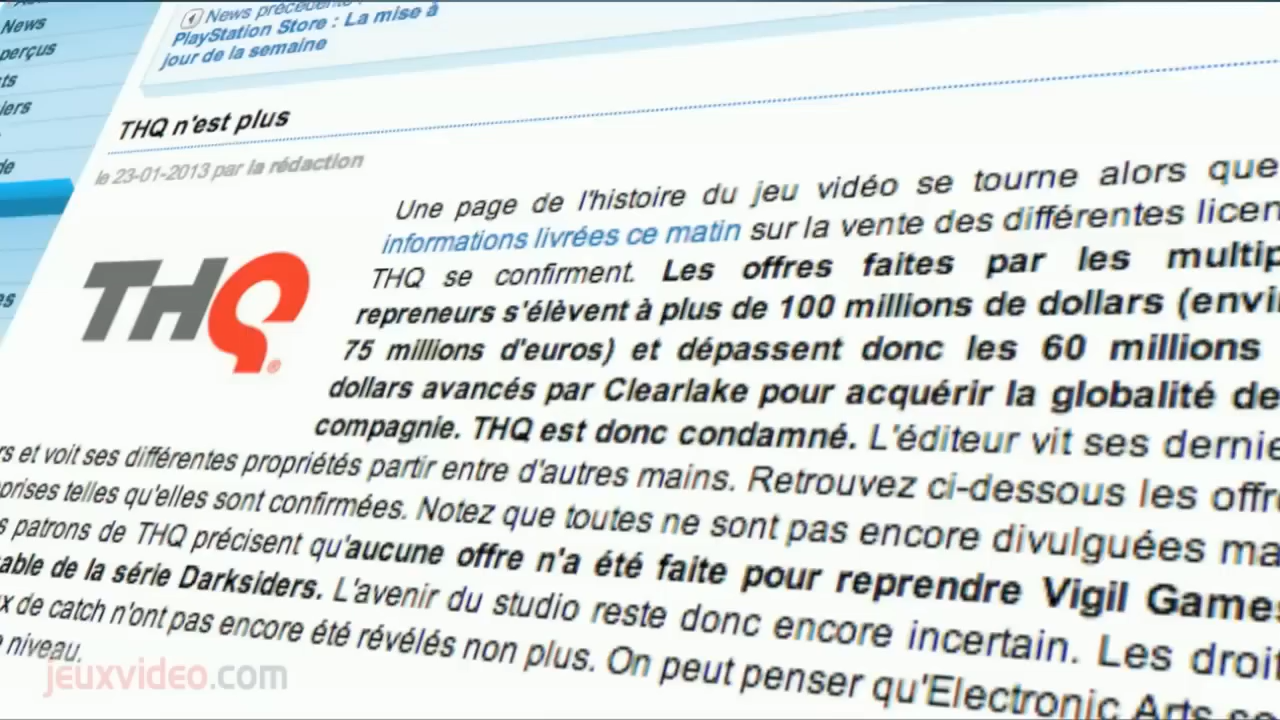 News
perçus
sts
iers
de
es
News précédente :
PlayStation Store : La mise à
jour de la semaine
THQ n'est plus
le 23-01-2013 par la rédaction
THQ®
Une page de l'histoire du jeu vidéo se tourne alors que
informations livrées ce matin sur la vente des différentes licen
THQ se confirment. Les offres faites par les multip
repreneurs s'élèvent à plus de 100 millions de dollars (envi
75 millions d'euros) et dépassent donc les 60 millions
dollars avancés par Clearlake pour acquérir la globalité de
compagnie. THQ est donc condamné. L'éditeur vit ses dernie
rs et voit ses différentes propriétés partir entre d'autres mains. Retrouvez ci-dessous les offr
prises telles qu'elles sont confirmées. Notez que toutes ne sont pas encore divulguées ma
s patrons de THQ précisent qu'aucune offre n'a été faite pour reprendre Vigil Games
able de la série Darksiders. L'avenir du studio reste donc encore incertain. Les droit
x de catch n'ont pas encore été révélés non plus. On peut penser qu'Electronic Arts se
niveau.
jeuxvideo.com